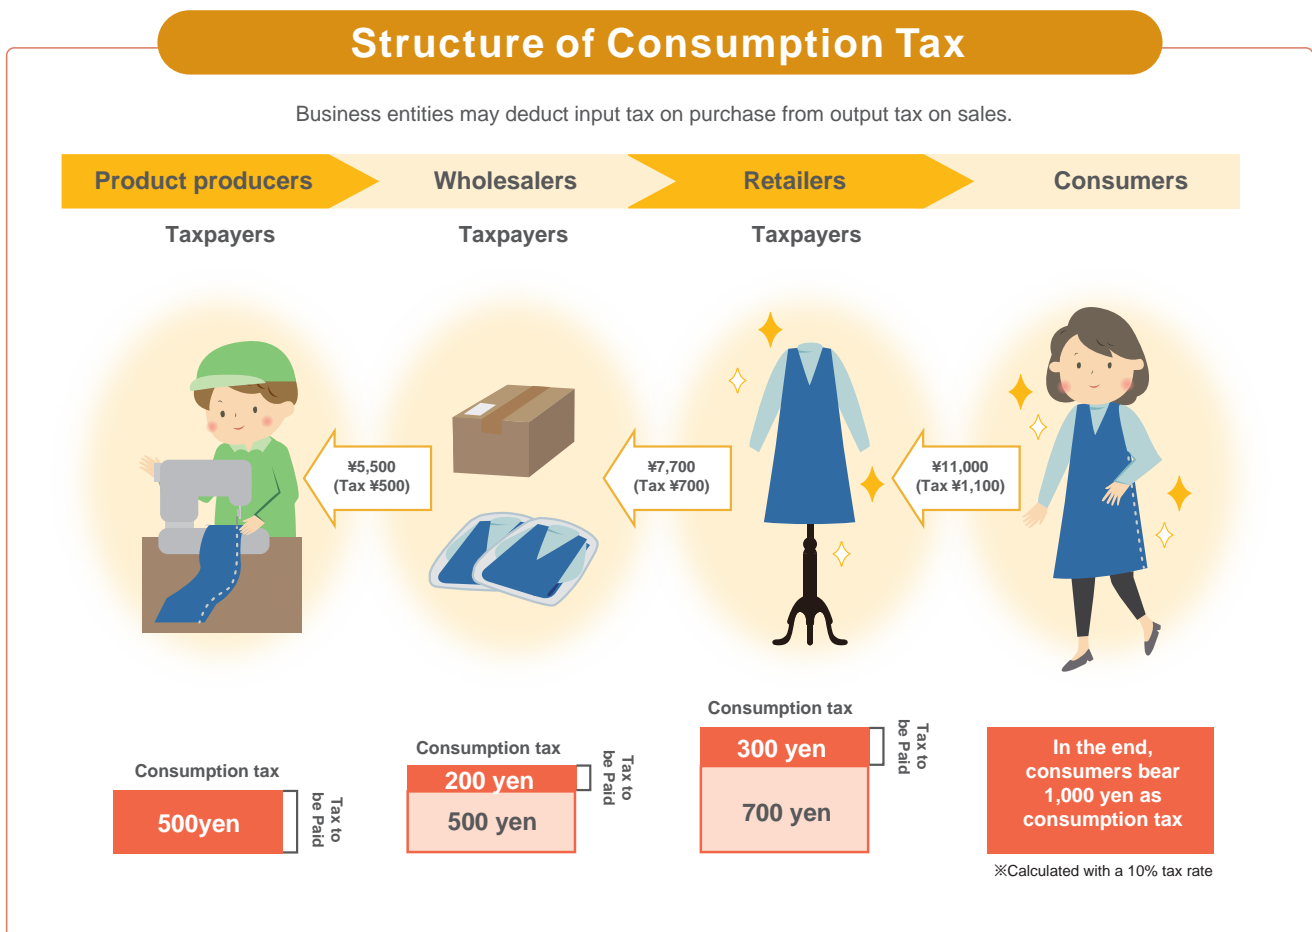 Structure of Consumption Tax
Business entities may deduct input tax on purchase from output tax on sales.
Product producers
Wholesalers
Retailers
Consumers
Taxpayers
Taxpayers
Taxpayers
¥5,500
(Tax ¥500)
¥7,700
(Tax ¥700)
¥11,000
(Tax ¥1,100)
Consumption tax
500yen
Tax to
be Paid
Consumption tax
200 yen
500 yen
Tax to
be Paid
Consumption tax
300 yen
700 yen
Tax to
be Paid
In the end,
consumers bear
1,000 yen as
consumption tax
※Calculated with a 10% tax rate